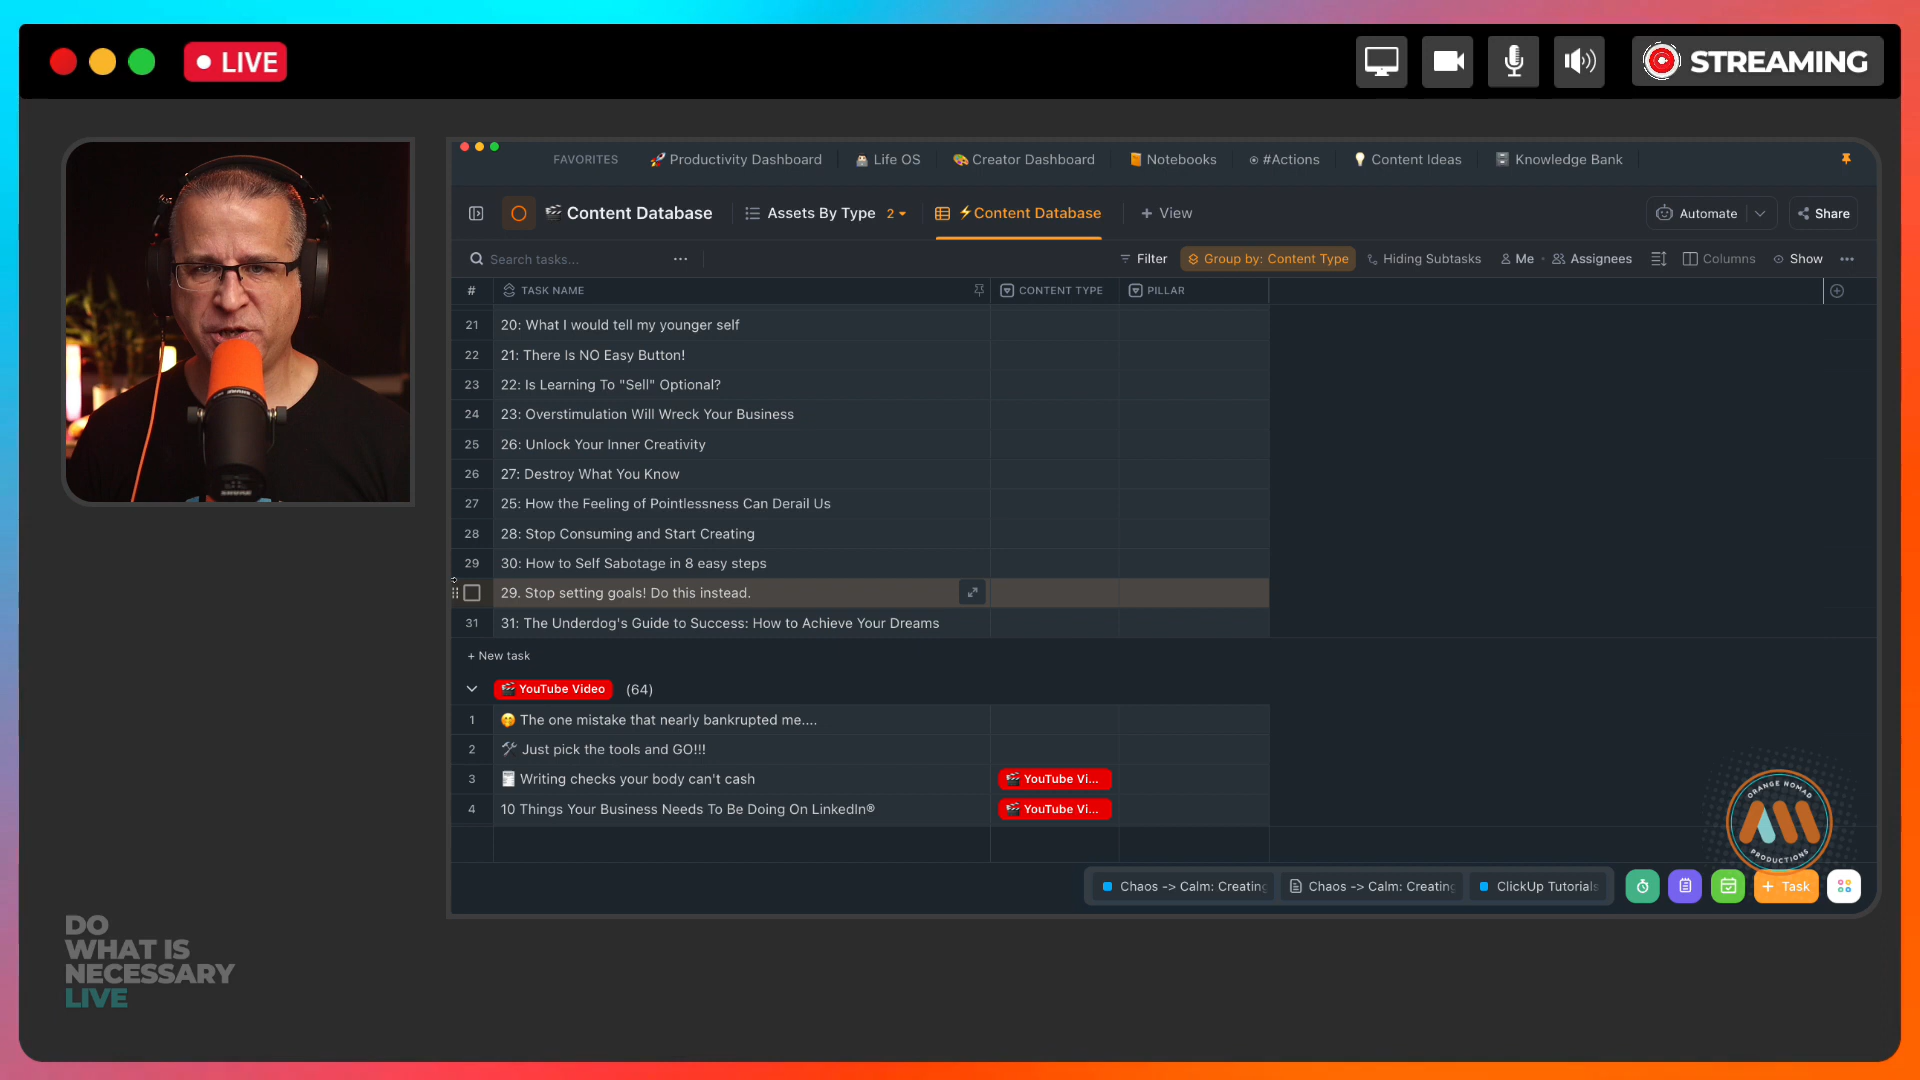 LIVE
STREAMING
FAVORITES
Productivity Dashboard
Life OS
Creator Dashboard
Notebooks
#Actions
Content Ideas
Knowledge Bank
Content Database
Assets By Type 2
Content Database
+ View
Automate
Share
Search tasks...
Filter
Group by: Content Type
Hiding Subtasks
Me
Assignees
Columns
Show
# TASK NAME CONTENT TYPE PILLAR
21 20: What I would tell my younger self
22 21: There Is NO Easy Button!
23 22: Is Learning To "Sell" Optional?
24 23: Overstimulation Will Wreck Your Business
25 26: Unlock Your Inner Creativity
26 27: Destroy What You Know
27 25: How the Feeling of Pointlessness Can Derail Us
28 28: Stop Consuming and Start Creating
29 30: How to Self Sabotage in 8 easy steps
29. Stop setting goals! Do this instead.
31 31: The Underdog's Guide to Success: How to Achieve Your Dreams
+ New task
YouTube Video (64)
1 The one mistake that nearly bankrupted me....
2 Just pick the tools and GO!!!
3 Writing checks your body can't cash YouTube Vi...
4 10 Things Your Business Needs To Be Doing On LinkedIn® YouTube Vi...
ORANGE NOMAD
PRODUCTIONS
Chaos -> Calm: Creating
Chaos -> Calm: Creating
ClickUp Tutorials
+ Task
DO
WHAT IS
NECESSARY
LIVE